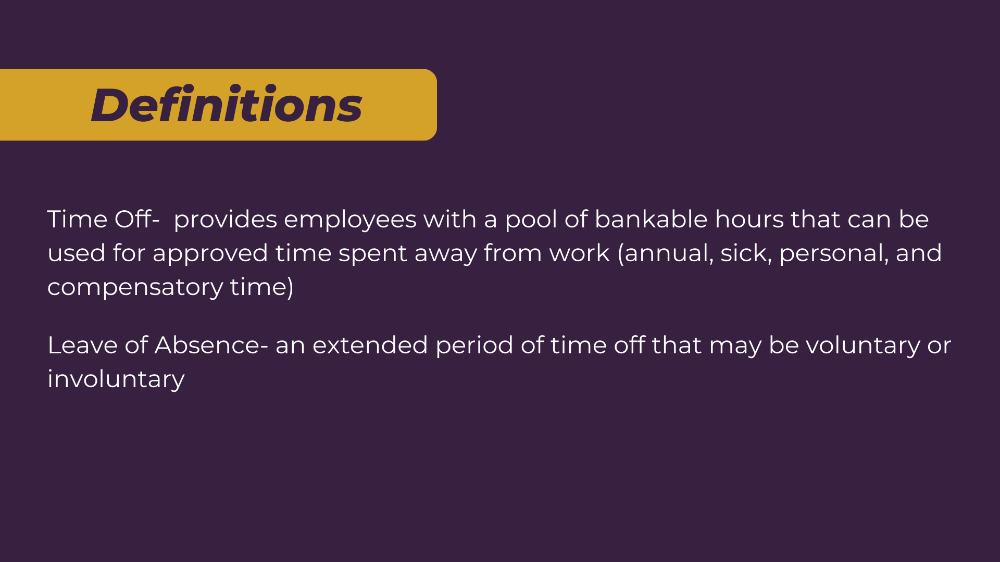 Definitions
Time Off-  provides employees with a pool of bankable hours that can be
used for approved time spent away from work (annual, sick, personal, and
compensatory time)
Leave of Absence- an extended period of time off that may be voluntary or
involuntary